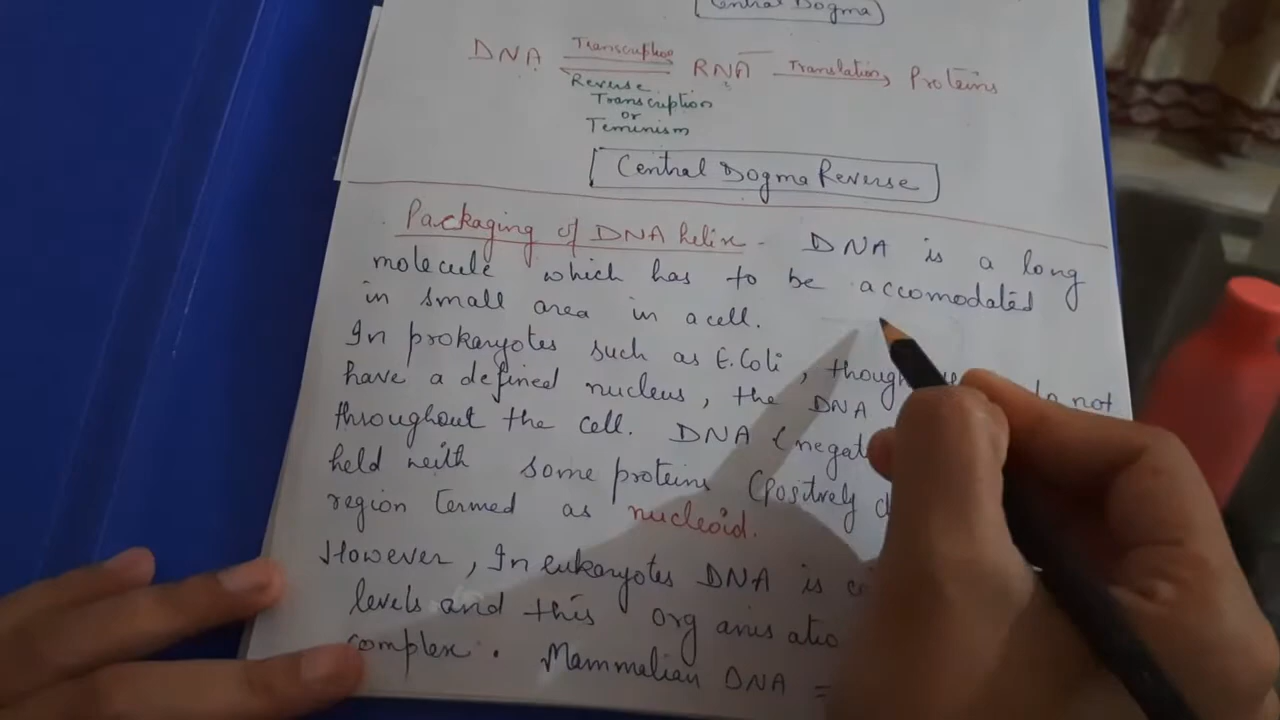 Central Dogma
DNA Transcription RNA Translation Proteins
Reverse
Transcription
or
Teminism
Central Dogma Reverse
Packaging of DNA helix - DNA is a long
molecule which has to be accomodated
in small area in a cell.
In prokaryotes such as E.Coli, though do not
have a defined nucleus, the DNA
throughout the cell. DNA (negat
held with some proteins (Positively
region termed as nucleoid.
However, In eukaryotes DNA is
levels and this organisatio
complex. Mammalian DNA =